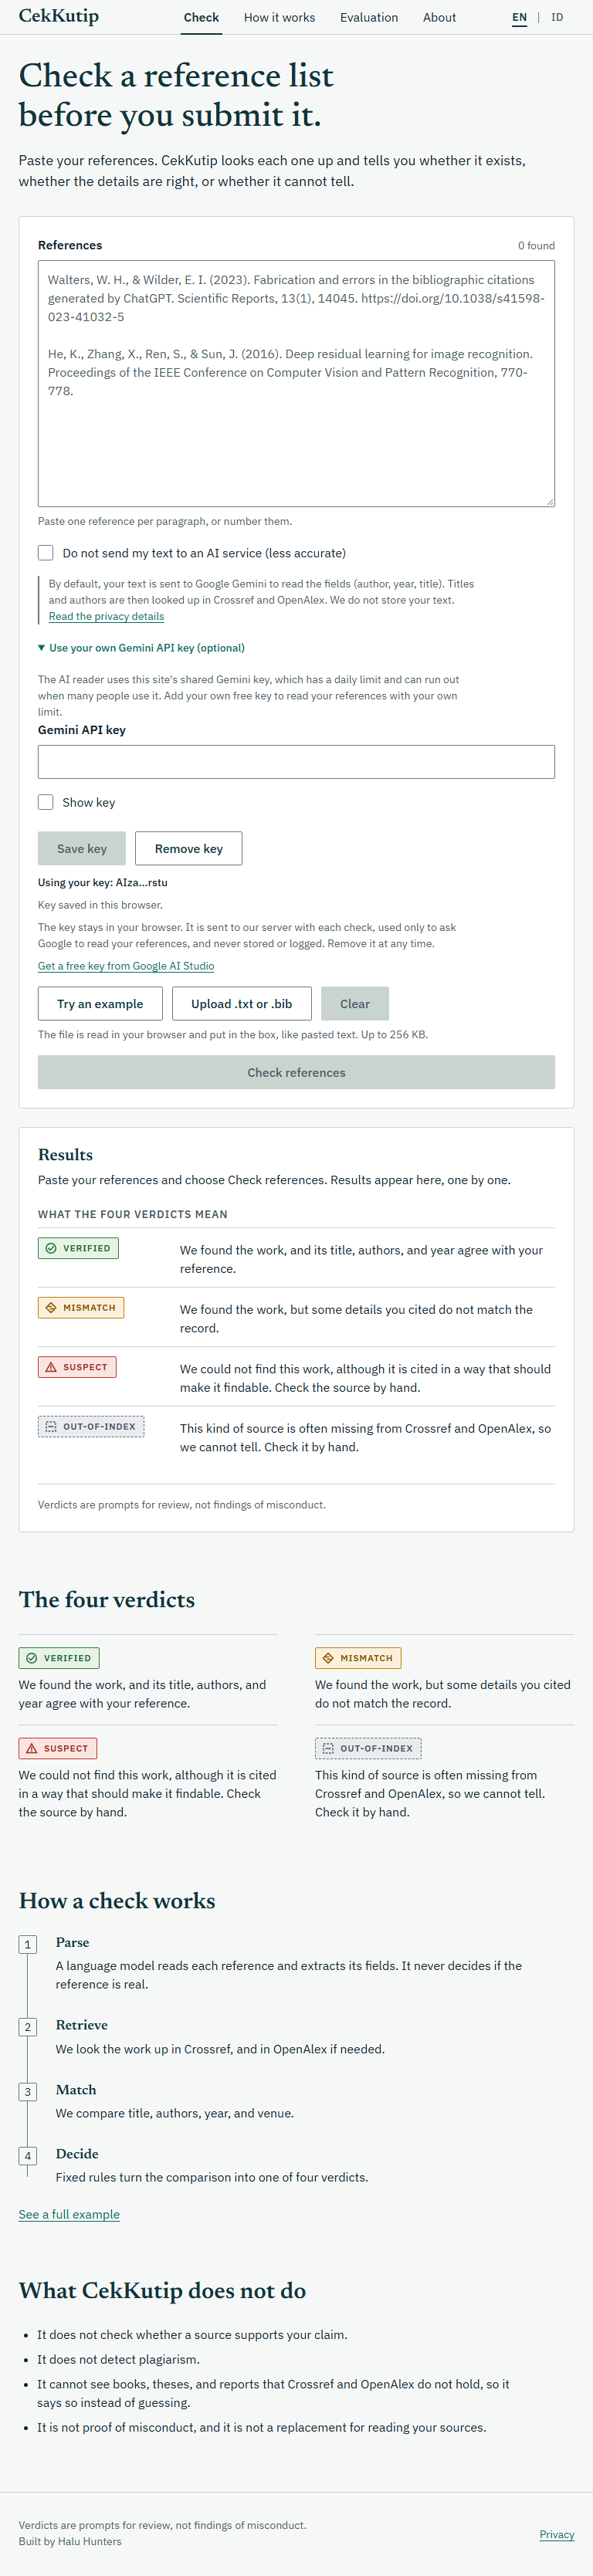 CekKutip
Check How it works Evaluation About EN | ID
Check a reference list
before you submit it.
Paste your references. CekKutip looks each one up and tells you whether it exists,
whether the details are right, or whether it cannot tell.
References 0 found
Walters, W. H., & Wilder, E. I. (2023). Fabrication and errors in the bibliographic citations
generated by ChatGPT. Scientific Reports, 13(1), 14045. https://doi.org/10.1038/s41598-
023-41032-5
He, K., Zhang, X., Ren, S., & Sun, J. (2016). Deep residual learning for image recognition.
Proceedings of the IEEE Conference on Computer Vision and Pattern Recognition, 770-
778.
Paste one reference per paragraph, or number them.
Do not send my text to an AI service (less accurate)
By default, your text is sent to Google Gemini to read the fields (author, year, title). Titles
and authors are then looked up in Crossref and OpenAlex. We do not store your text.
Read the privacy details
▼ Use your own Gemini API key (optional)
The AI reader uses this site's shared Gemini key, which has a daily limit and can run out
when many people use it. Add your own free key to read your references with your own
limit.
Gemini API key
Show key
Save key Remove key
Using your key: AIza...rstu
Key saved in this browser.
The key stays in your browser. It is sent to our server with each check, used only to ask
Google to read your references, and never stored or logged. Remove it at any time.
Get a free key from Google AI Studio
Try an example Upload .txt or .bib Clear
The file is read in your browser and put in the box, like pasted text. Up to 256 KB.
Check references
Results
Paste your references and choose Check references. Results appear here, one by one.
WHAT THE FOUR VERDICTS MEAN
VERIFIED We found the work, and its title, authors, and year agree with your
reference.
MISMATCH We found the work, but some details you cited do not match the
record.
SUSPECT We could not find this work, although it is cited in a way that should
make it findable. Check the source by hand.
OUT-OF-INDEX This kind of source is often missing from Crossref and OpenAlex, so
we cannot tell. Check it by hand.
Verdicts are prompts for review, not findings of misconduct.
The four verdicts
VERIFIED
We found the work, and its title, authors, and
year agree with your reference.
MISMATCH
We found the work, but some details you cited
do not match the record.
SUSPECT
We could not find this work, although it is cited
in a way that should make it findable. Check
the source by hand.
OUT-OF-INDEX
This kind of source is often missing from
Crossref and OpenAlex, so we cannot tell.
Check it by hand.
How a check works
1 Parse
A language model reads each reference and extracts its fields. It never decides if the
reference is real.
2 Retrieve
We look the work up in Crossref, and in OpenAlex if needed.
3 Match
We compare title, authors, year, and venue.
4 Decide
Fixed rules turn the comparison into one of four verdicts.
See a full example
What CekKutip does not do
• It does not check whether a source supports your claim.
• It does not detect plagiarism.
• It cannot see books, theses, and reports that Crossref and OpenAlex do not hold, so it
says so instead of guessing.
• It is not proof of misconduct, and it is not a replacement for reading your sources.
Verdicts are prompts for review, not findings of misconduct.
Built by Halu Hunters
Privacy